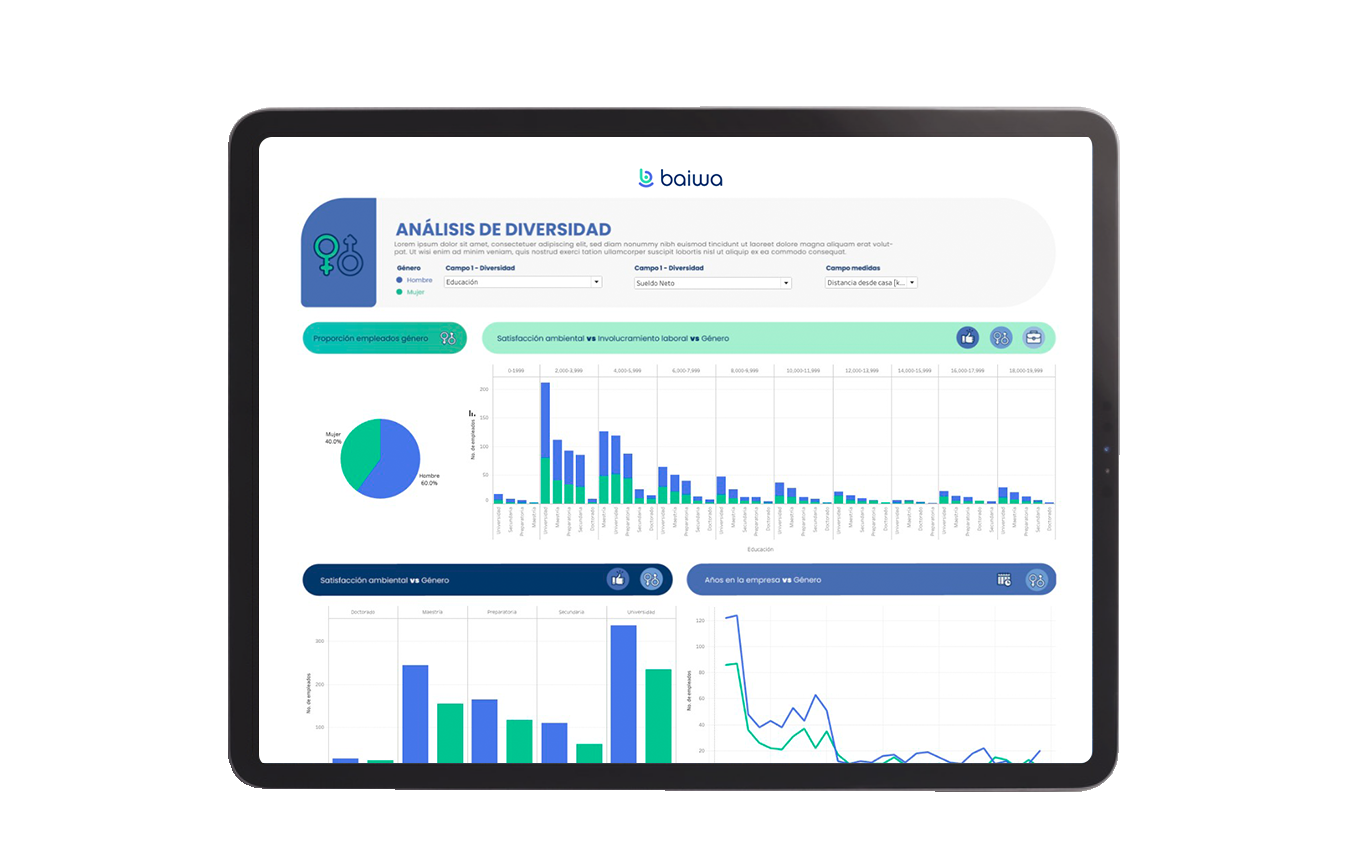 baiwa
ANÁLISIS DE DIVERSIDAD
Lorem ipsum dolor sit amet, consectetuer adipiscing elit, sed diam nonummy nibh euismod tincidunt ut laoreet dolore magna aliquam erat volut-
pat. Ut wisi enim ad minim veniam, quis nostrud exerci tation ullamcorper suscipit lobortis nisl ut aliquip ex ea commodo consequat.
Género Campo 1 - Diversidad Campo 1 - Diversidad Campo medidas
Hombre Educación Sueldo Neto Distancia desde casa [k...
Mujer
Proporción empleados género
Satisfacción ambiental vs Involucramiento laboral vs Género
Mujer
40.0%
Hombre
60.0%
0-1,999 2,000-3,999 4,000-5,999 6,000-7,999 8,000-9,999 10,000-11,999 12,000-13,999 14,000-15,999 16,000-17,999 18,000-19,999
No. de empleados
200
150
100
50
0
Universidad Secundaria Preparatoria Maestría
Universidad Maestría Preparatoria Secundaria Doctorado
Maestría Universidad Preparatoria Secundaria Doctorado
Universidad Maestría Preparatoria Secundaria Doctorado
Universidad Maestría Secundaria Preparatoria Doctorado
Universidad Maestría Preparatoria Secundaria Doctorado
Universidad Maestría Secundaria Preparatoria Doctorado
Universidad Maestría Secundaria Preparatoria
Universidad Maestría Preparatoria Doctorado Secundaria
Universidad Maestría Preparatoria Secundaria Doctorado
Educación
Satisfacción ambiental vs Género
Doctorado Maestría Preparatoria Secundaria Universidad
No. de empleados
300
200
100
Años en la empresa vs Género
No. de empleados
120
100
80
60
40
20